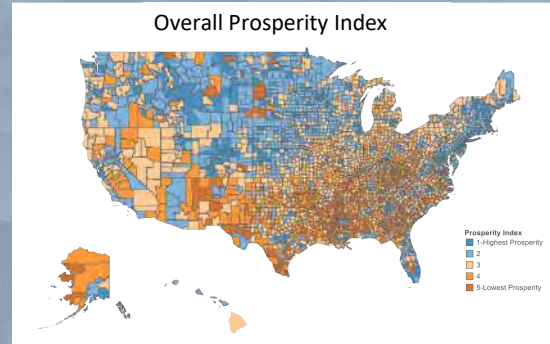 Overall Prosperity Index
Prosperity Index
1-Highest Prosperity
2
3
4
5-Lowest Prosperity